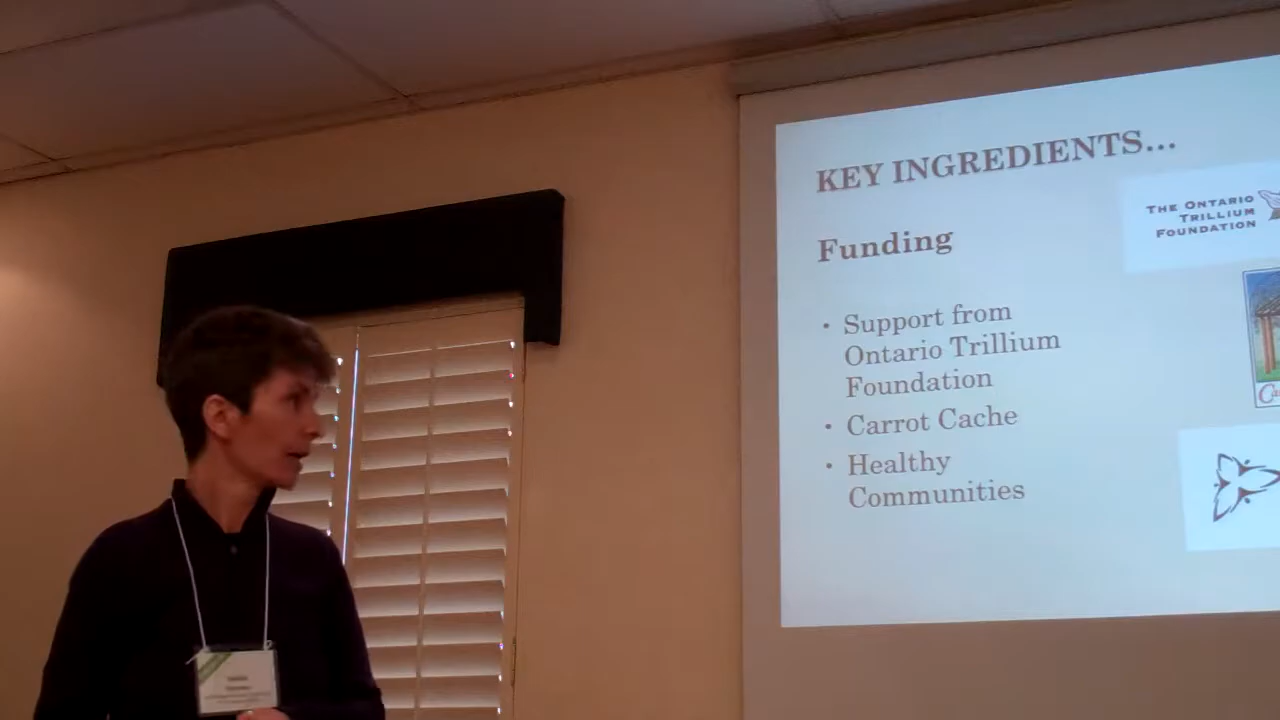 KEY INGREDIENTS...
THE ONTARIO
TRILLIUM
FOUNDATION
Funding
• Support from
Ontario Trillium
Foundation
• Carrot Cache
• Healthy
Communities